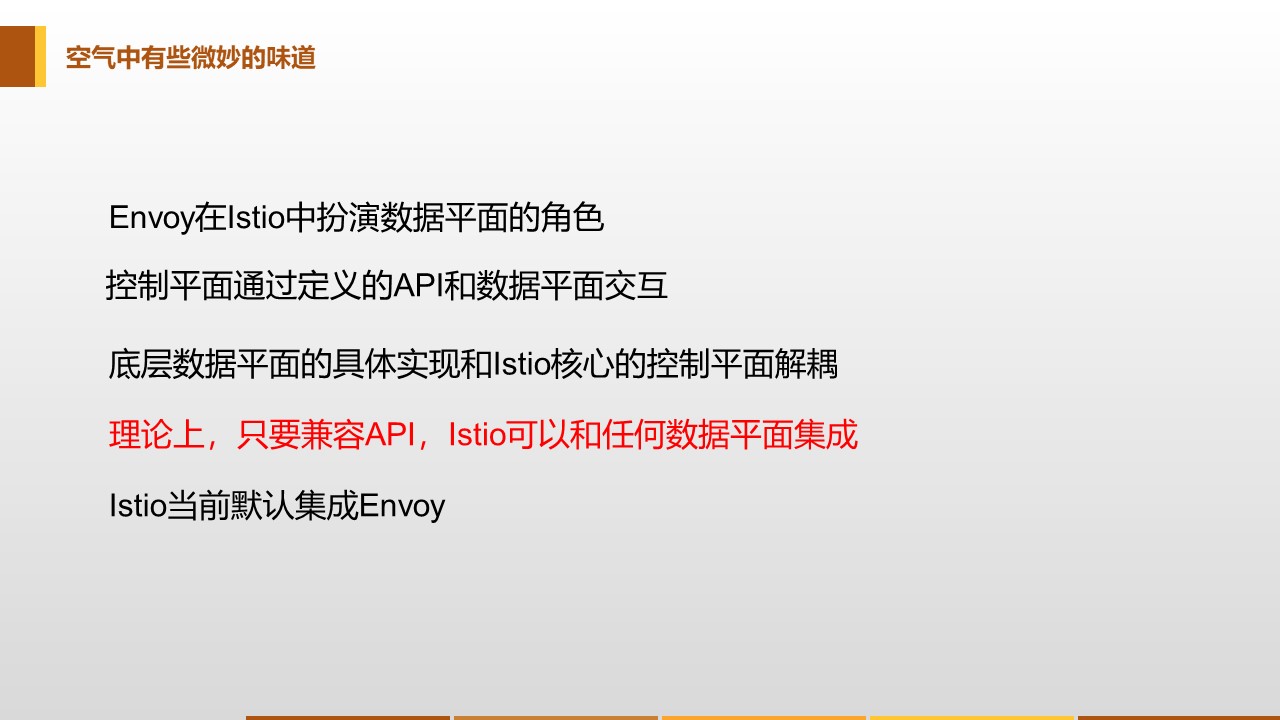 空气中有些微妙的味道
Envoy在Istio中扮演数据平面的角色
控制平面通过定义的API和数据平面交互
底层数据平面的具体实现和Istio核心的控制平面解耦
理论上，只要兼容API，Istio可以和任何数据平面集成
Istio当前默认集成Envoy